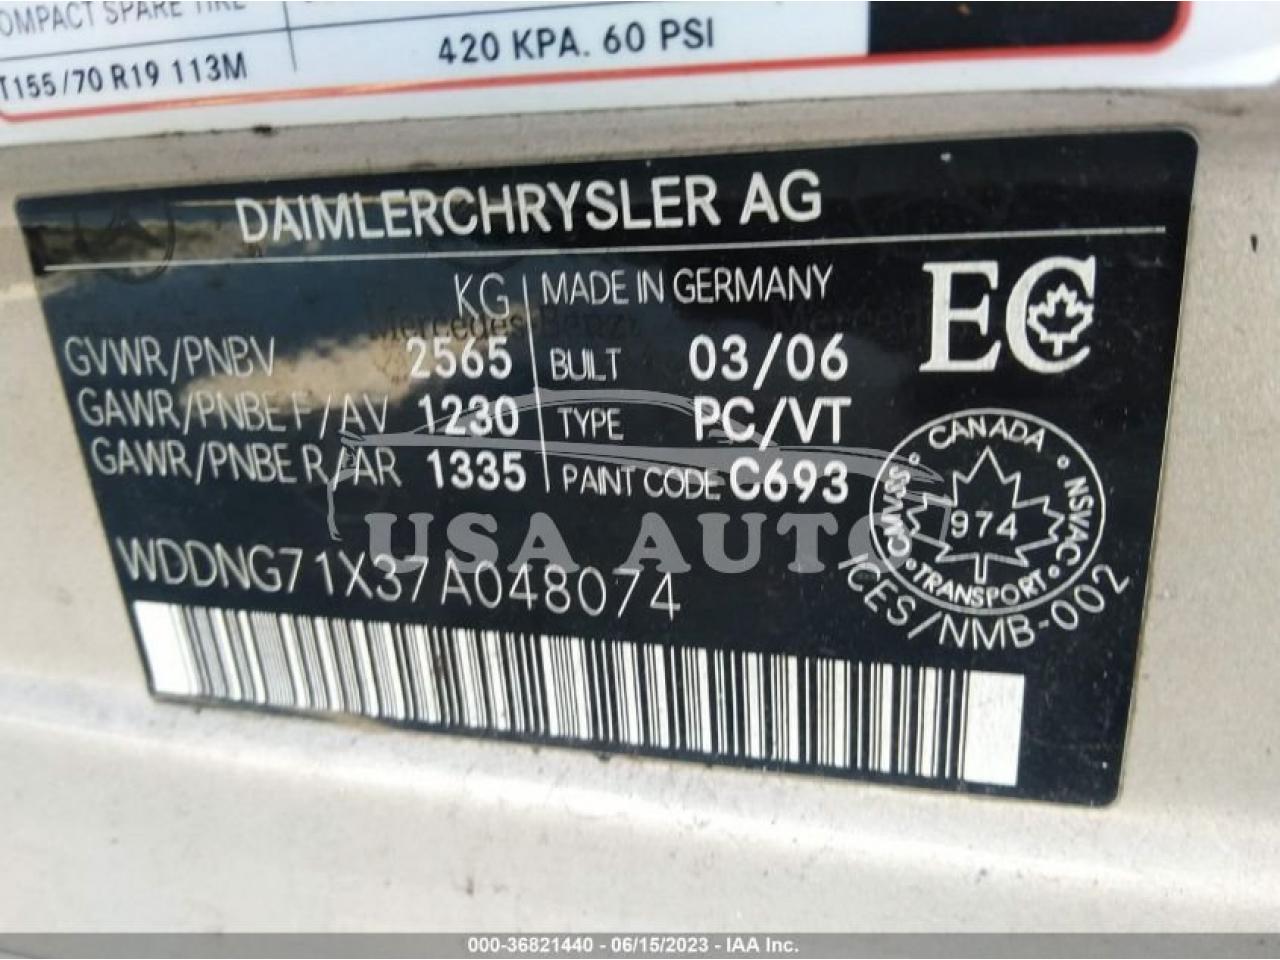 OMPACT SPARE TIRE
T155/70 R19 113M
420 KPA. 60 PSI
DAIMLERCHRYSLER AG
KG MADE IN GERMANY
GVWR/PNBV 2565 BUILT 03/06
GAWR/PNBE F/AV 1230 TYPE PC/VT
GAWR/PNBE R/AR 1335 PAINT CODE C693
EC
CANADA
CMVSS 974 NSVAC
TRANSPORT
ICES/NMB-002
Mercedes-Benz
USA AUTO
WDDNG71X37A048074
000-36821440 - 06/15/2023 - IAA Inc.